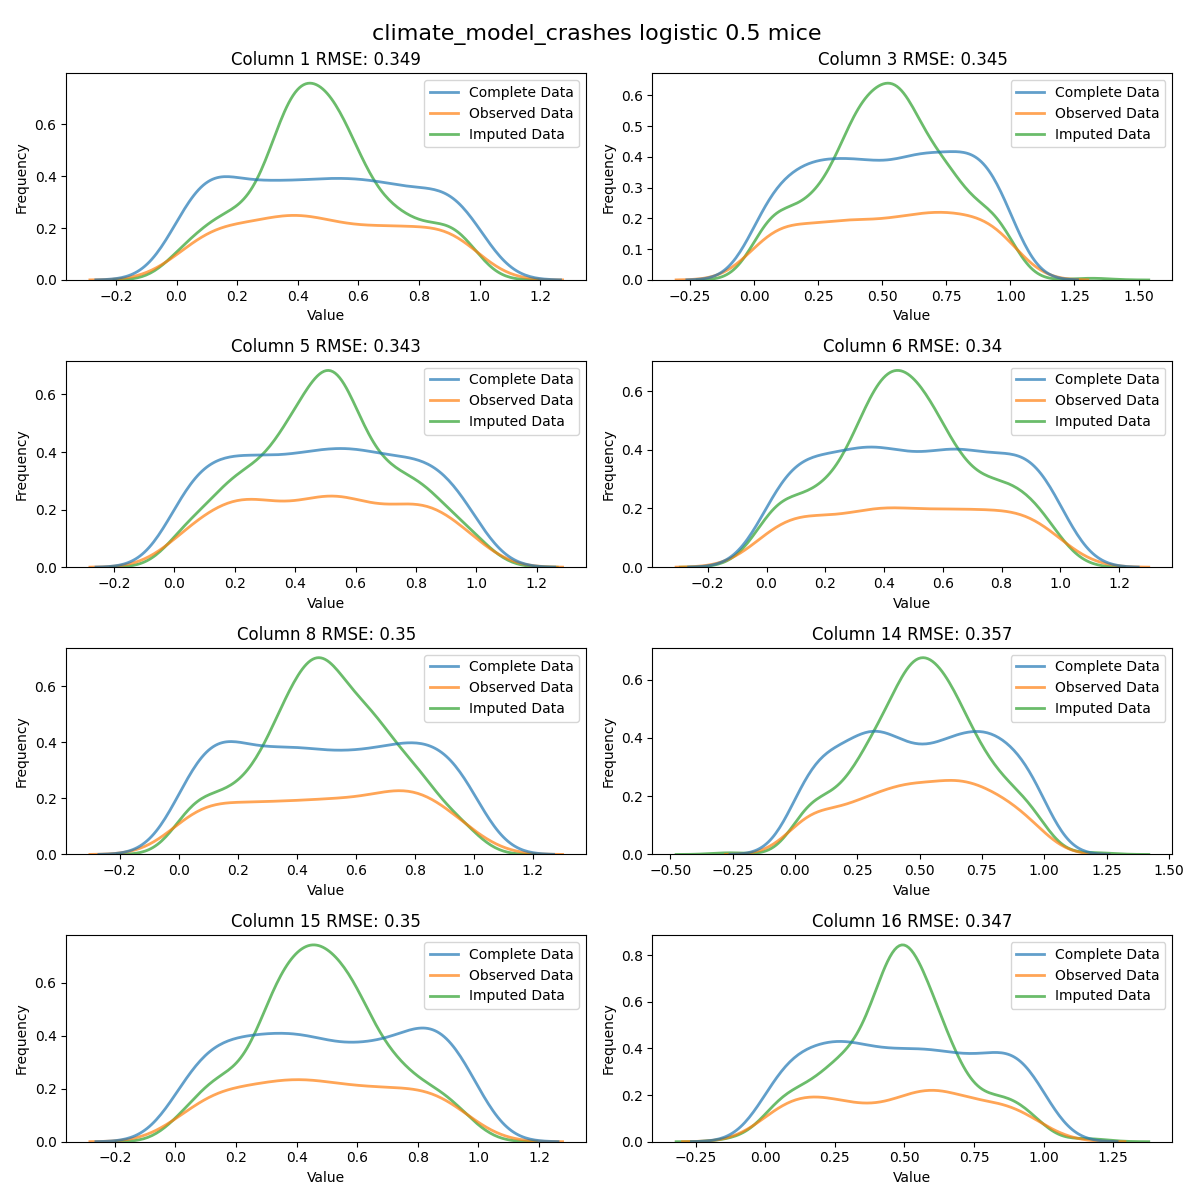 climate_model_crashes logistic 0.5 mice
Column 1 RMSE: 0.349
Frequency
0.6
0.4
0.2
0.0
Complete Data
Observed Data
Imputed Data
−0.2 0.0 0.2 0.4 0.6 0.8 1.0 1.2
Value
Column 3 RMSE: 0.345
Frequency
0.6
0.5
0.4
0.3
0.2
0.1
0.0
Complete Data
Observed Data
Imputed Data
−0.25 0.00 0.25 0.50 0.75 1.00 1.25 1.50
Value
Column 5 RMSE: 0.343
Frequency
0.6
0.4
0.2
0.0
Complete Data
Observed Data
Imputed Data
−0.2 0.0 0.2 0.4 0.6 0.8 1.0 1.2
Value
Column 6 RMSE: 0.34
Frequency
0.6
0.4
0.2
0.0
Complete Data
Observed Data
Imputed Data
−0.2 0.0 0.2 0.4 0.6 0.8 1.0 1.2
Value
Column 8 RMSE: 0.35
Frequency
0.6
0.4
0.2
0.0
Complete Data
Observed Data
Imputed Data
−0.2 0.0 0.2 0.4 0.6 0.8 1.0 1.2
Value
Column 14 RMSE: 0.357
Frequency
0.6
0.4
0.2
0.0
Complete Data
Observed Data
Imputed Data
−0.50 −0.25 0.00 0.25 0.50 0.75 1.00 1.25 1.50
Value
Column 15 RMSE: 0.35
Frequency
0.6
0.4
0.2
0.0
Complete Data
Observed Data
Imputed Data
−0.2 0.0 0.2 0.4 0.6 0.8 1.0 1.2
Value
Column 16 RMSE: 0.347
Frequency
0.8
0.6
0.4
0.2
0.0
Complete Data
Observed Data
Imputed Data
−0.25 0.00 0.25 0.50 0.75 1.00 1.25
Value